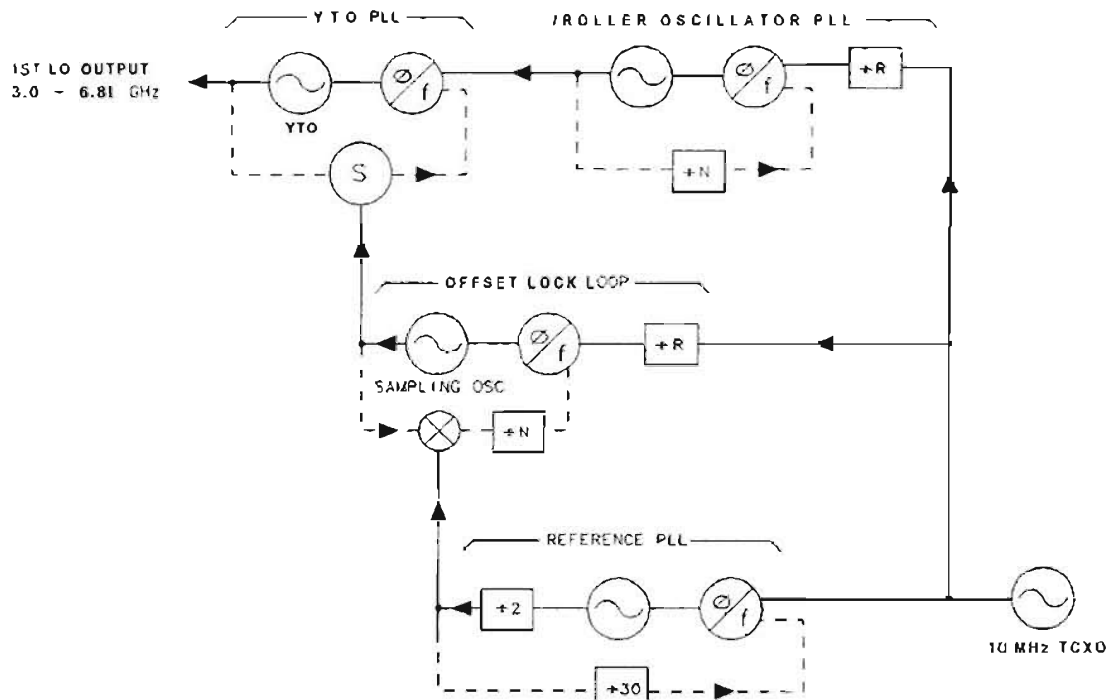 YTO PLL
/ROLLER OSCILLATOR PLL
1ST LO OUTPUT
3.0 - 6.81 GHz
∅/f
∅/f
÷R
YTO
S
÷N
OFFSET LOCK LOOP
∅/f
÷R
SAMPLING OSC
÷N
REFERENCE PLL
÷2
∅/f
10 MHz TCXO
÷30